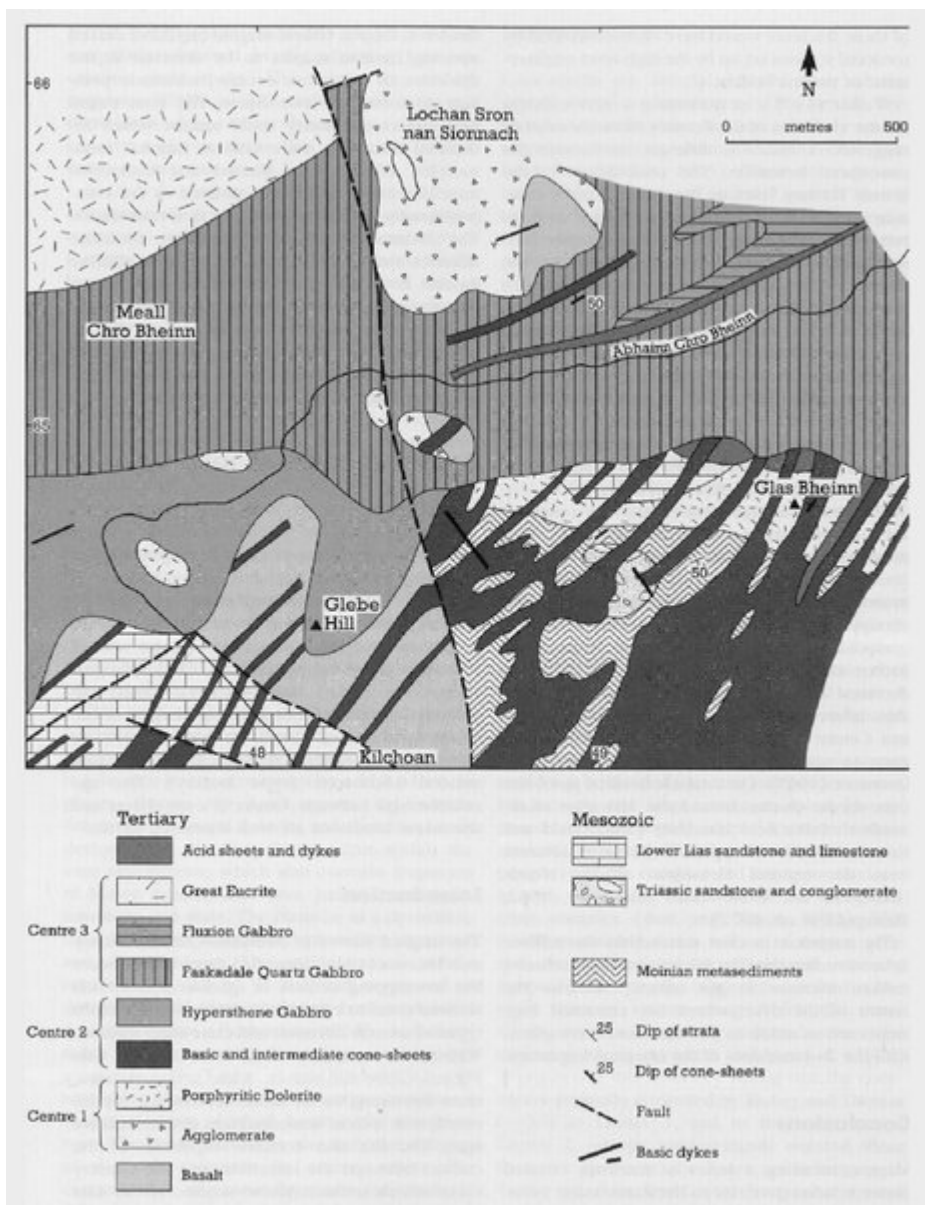 66
Lochan Sron
nan Sionnach
N
0 metres 500
Meall
Chro Bheinn
50
Abhainn Chro Bheinn
65
Glas Bheinn
50
Glebe
Hill
48
Kilchoan
49
Tertiary
Acid sheets and dykes
Great Eucrite
Centre 3
Fluxion Gabbro
Faskadale Quartz Gabbro
Hypersthene Gabbro
Centre 2
Basic and intermediate cone-sheets
Porphyritic Dolerite
Centre 1
Agglomerate
Basalt
Mesozoic
Lower Lias sandstone and limestone
Triassic sandstone and conglomerate
Moinian metasediments
25 Dip of strata
25 Dip of cone-sheets
Fault
Basic dykes